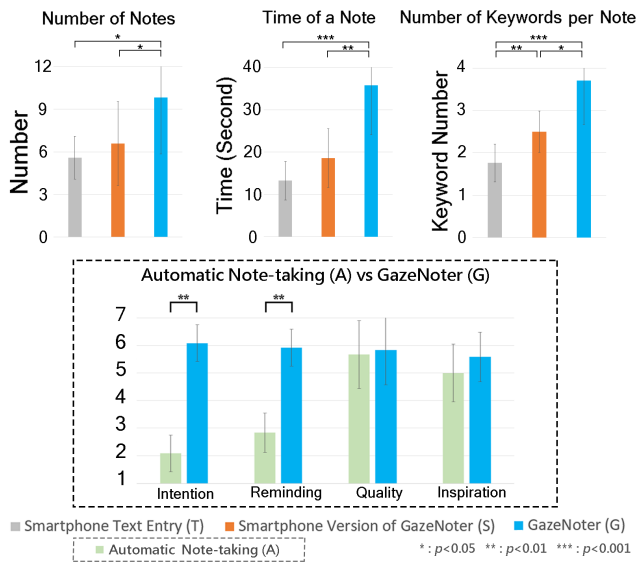 Number of Notes
Time of a Note
Number of Keywords per Note
*
*
***
**
***
**
*
Number
12
9
6
3
0
Time (Second)
40
30
20
10
0
Keyword Number
4
3
2
1
0
Automatic Note-taking (A) vs GazeNoter (G)
**
**
7
6
5
4
3
2
1
Intention
Reminding
Quality
Inspiration
Smartphone Text Entry (T)
Smartphone Version of GazeNoter (S)
GazeNoter (G)
Automatic Note-taking (A)
* : p<0.05 ** : p<0.01 *** : p<0.001